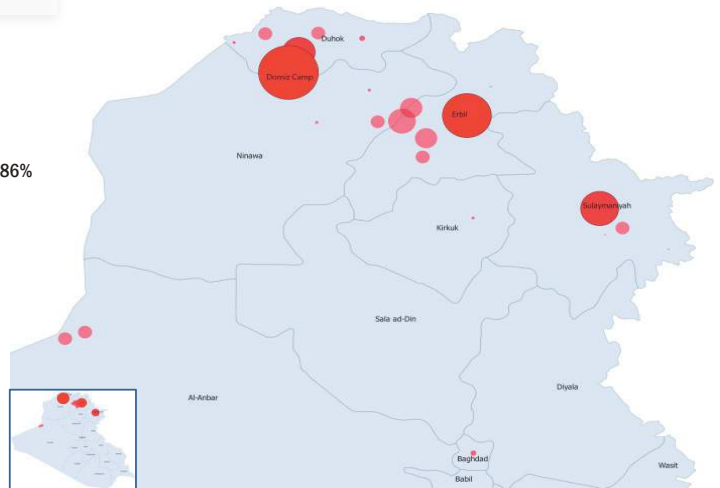 Duhok
Domiz Camp
Erbil
86%
Ninawa
Sulaymaniyah
Kirkuk
Sala ad-Din
Diyala
Al-Anbar
Baghdad
Wasit
Babil